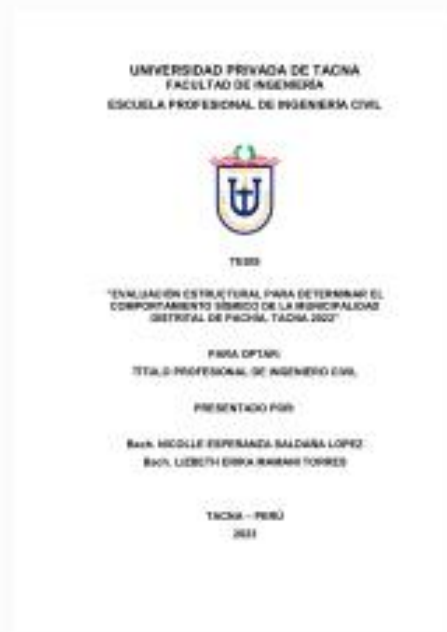 UNIVERSIDAD PRIVADA DE TACNA
FACULTAD DE INGENIERÍA
ESCUELA PROFESIONAL DE INGENIERÍA CIVIL
TESIS
"EVALUACIÓN ESTRUCTURAL PARA DETERMINAR EL
COMPORTAMIENTO SÍSMICO DE LA MUNICIPALIDAD
DISTRITAL DE PACHÍA, TACNA 2022"
PARA OPTAR:
TÍTULO PROFESIONAL DE INGENIERO CIVIL
PRESENTADO POR:
Bach. NICOLLE ESPERANZA SALDAÑA LOPEZ
Bach. LIZBETH ERIKA MAMANI TORRES
TACNA – PERÚ
2023